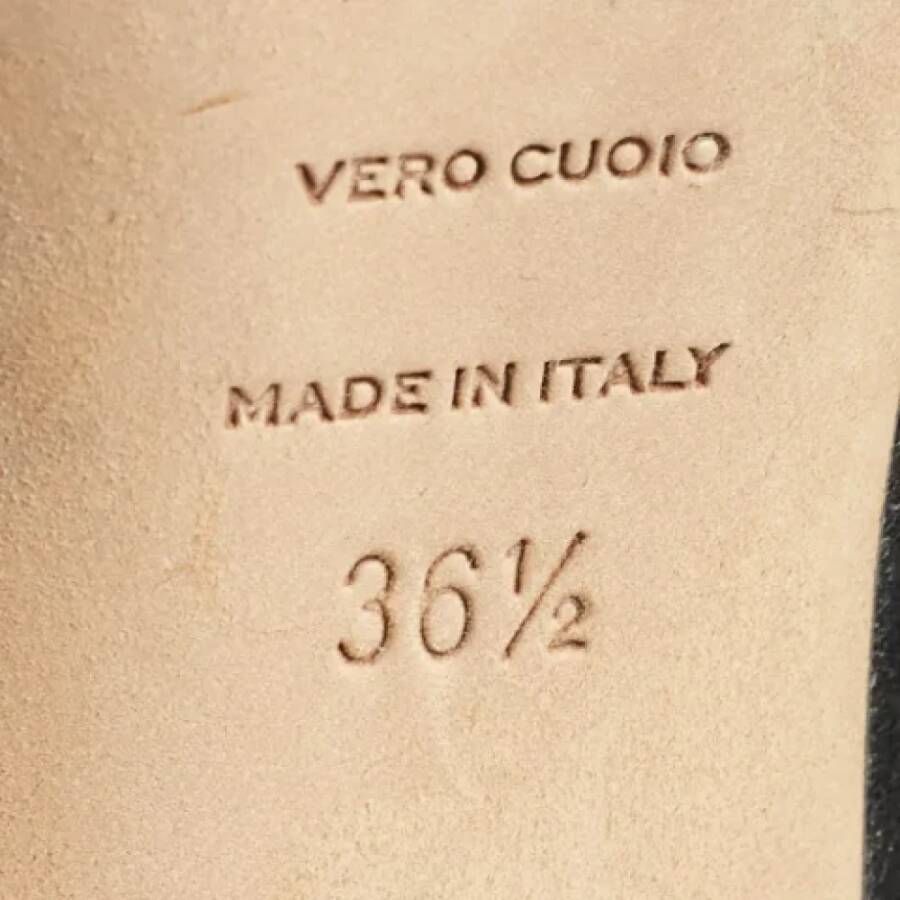 VERO CUOIO
MADE IN ITALY
36½